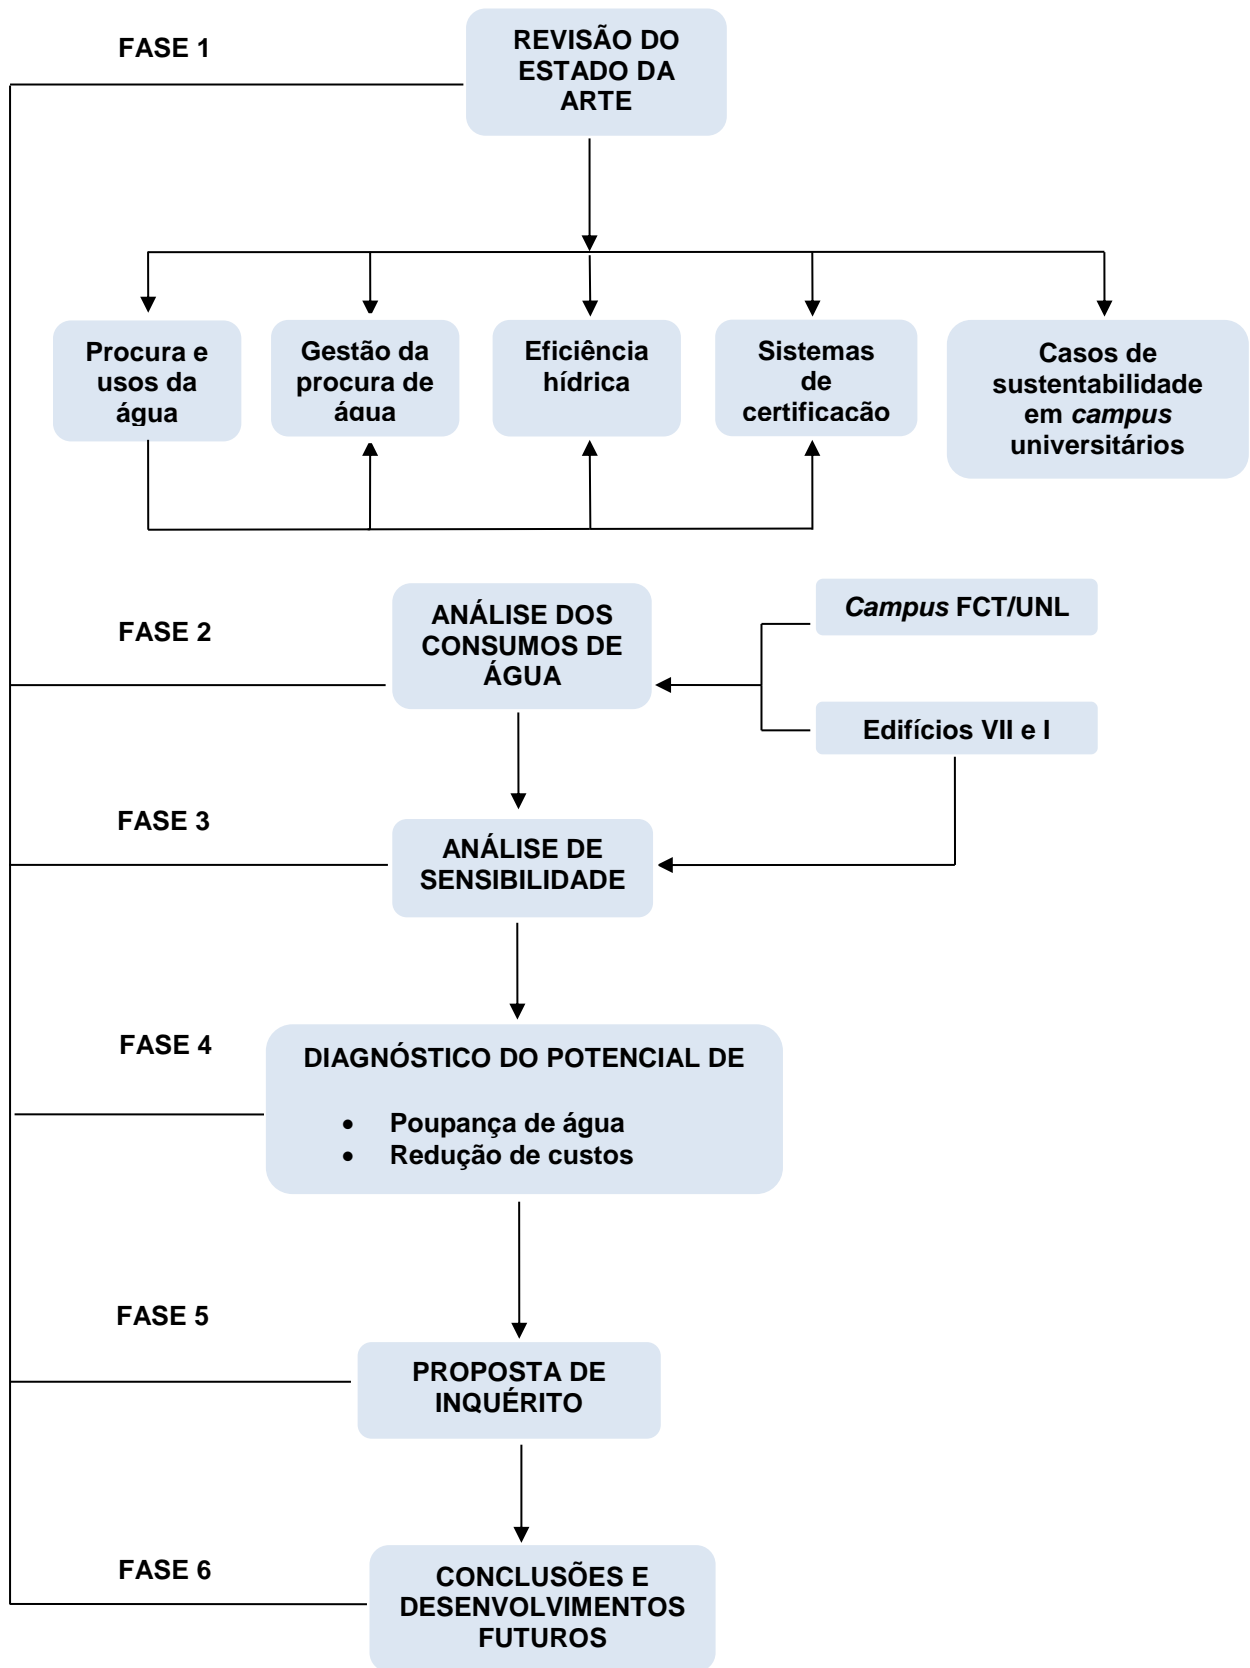 FASE 1
REVISÃO DO
ESTADO DA
ARTE
Procura e
usos da
água
Gestão da
procura de
água
Eficiência
hídrica
Sistemas
de
certificação
Casos de
sustentabilidade
em campus
universitários
FASE 2
ANÁLISE DOS
CONSUMOS DE
ÁGUA
Campus FCT/UNL
Edifícios VII e I
FASE 3
ANÁLISE DE
SENSIBILIDADE
FASE 4
DIAGNÓSTICO DO POTENCIAL DE
• Poupança de água
• Redução de custos
FASE 5
PROPOSTA DE
INQUÉRITO
FASE 6
CONCLUSÕES E
DESENVOLVIMENTOS
FUTUROS